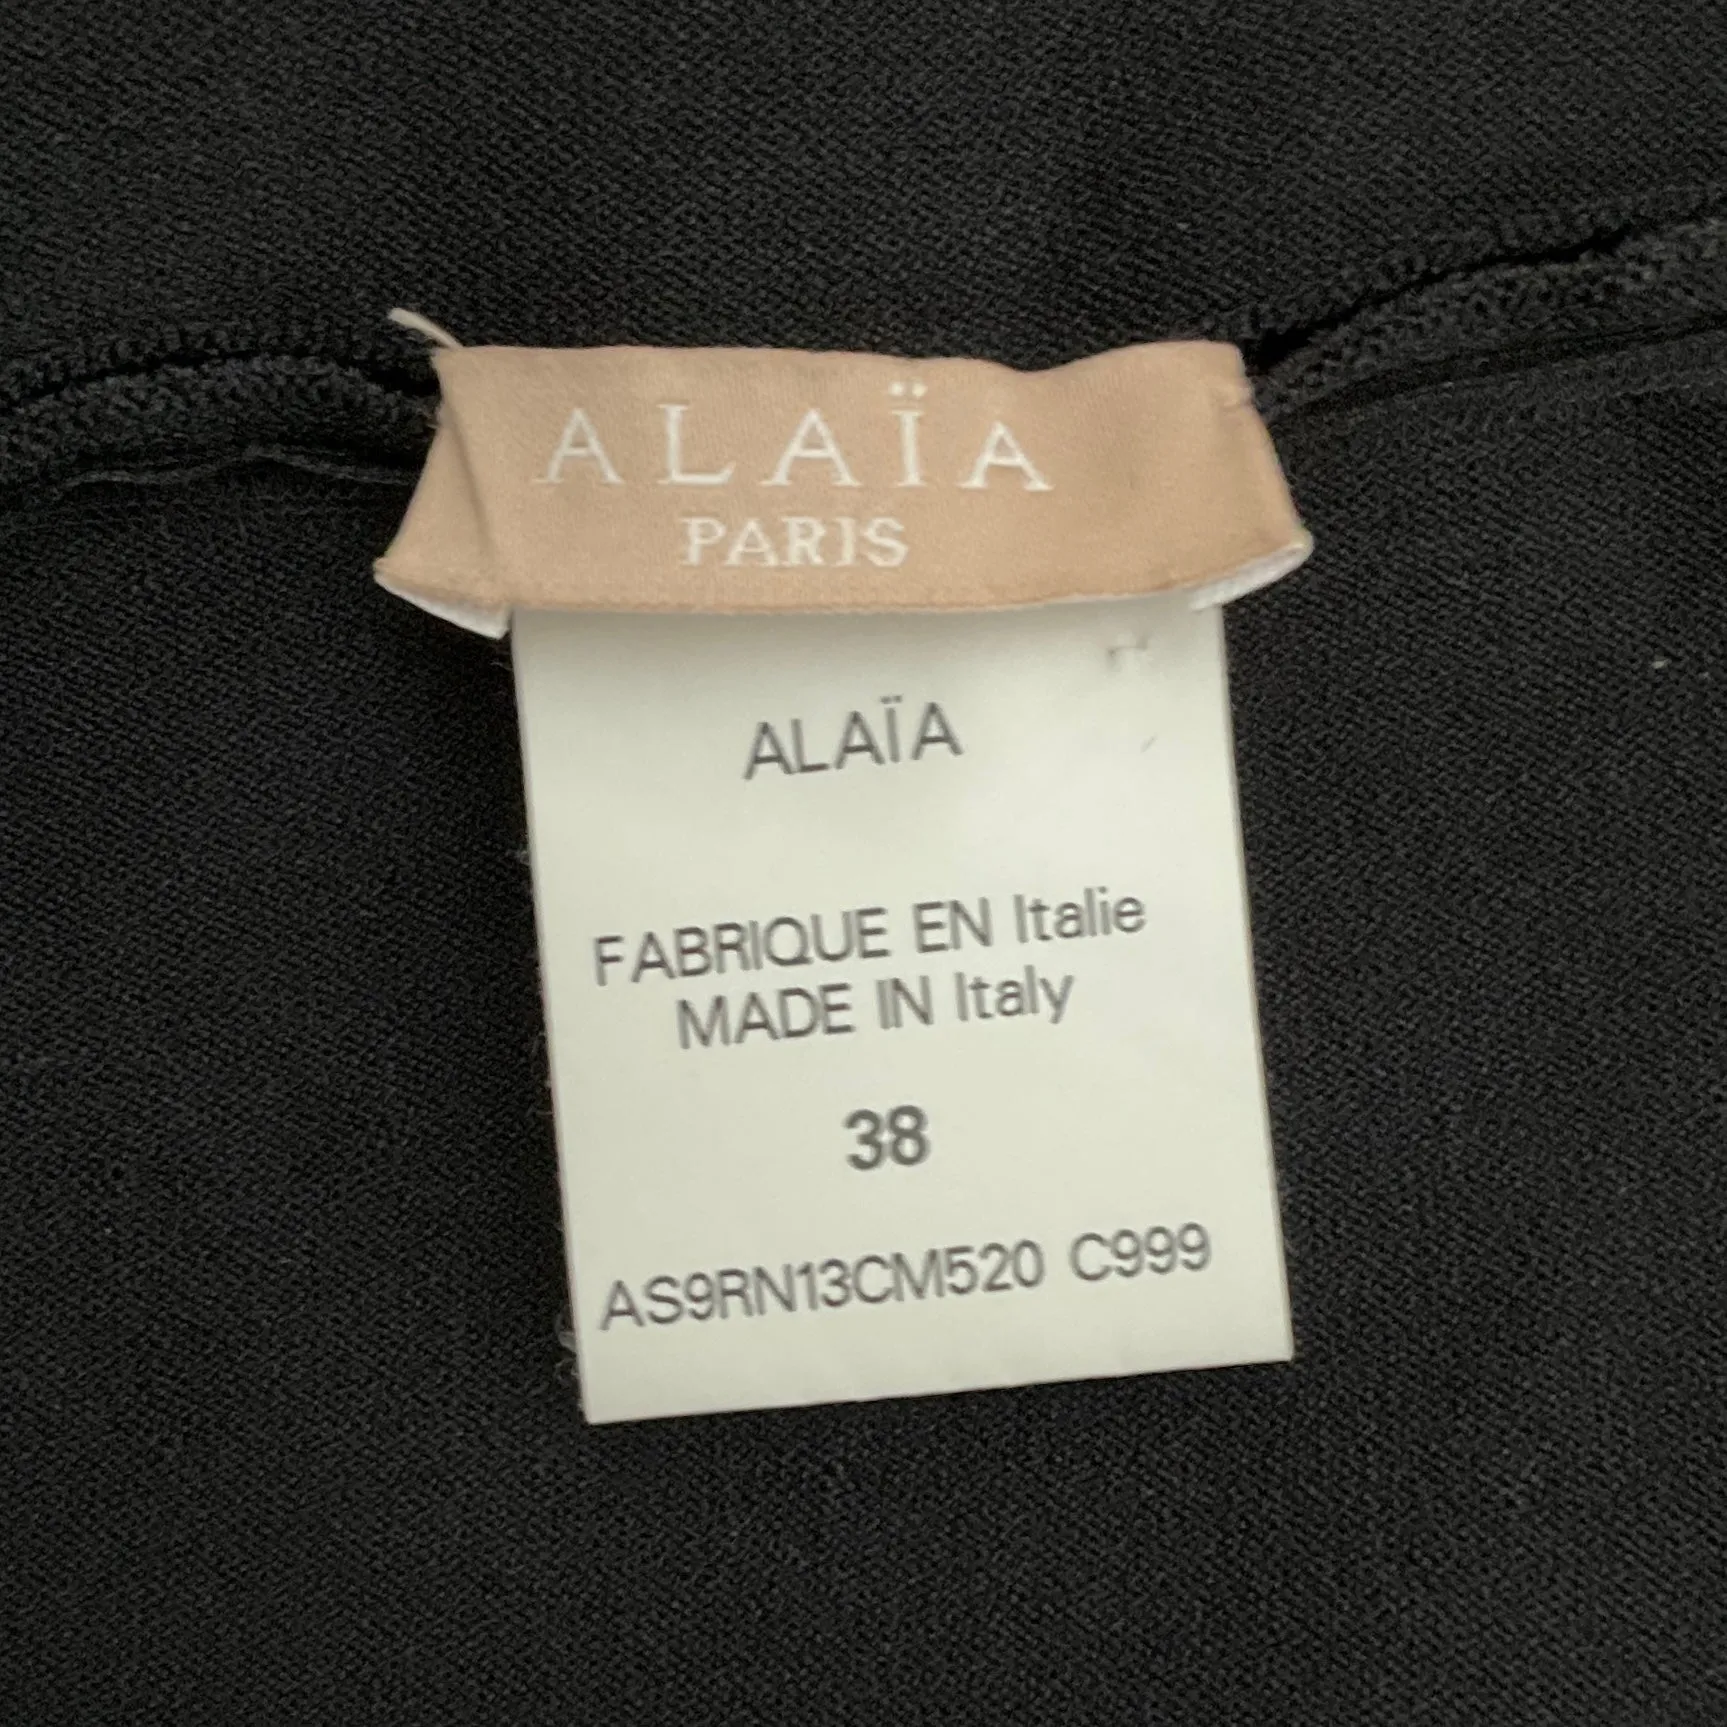 ALAÏA
PARIS
ALAÏA
FABRIQUE EN Italie
MADE IN Italy
38
AS9RN13CM520 C999